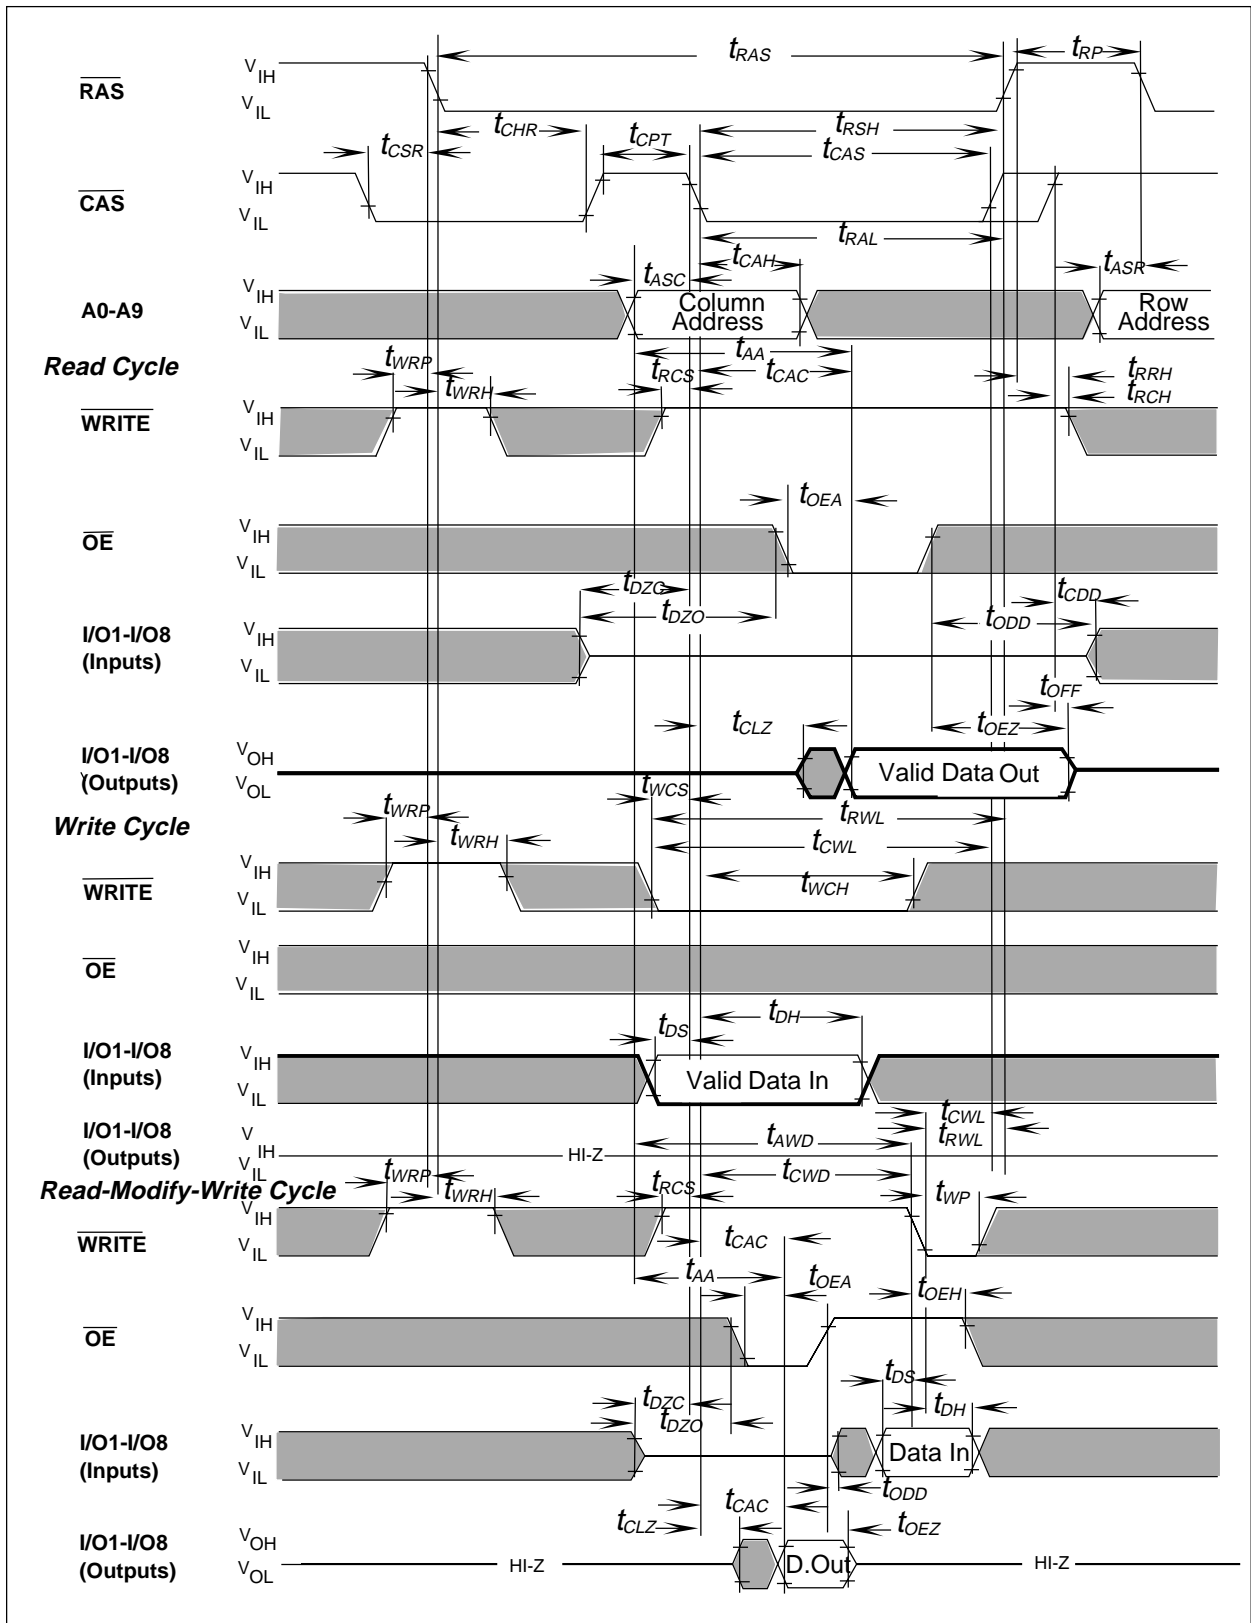 tRAS
tRP
RAS
VIH
VIL
tCHR
tRSH
tCSR
tCPT
tCAS
CAS
VIH
VIL
tRAL
tCAH
tASR
tASC
A0-A9
VIH
VIL
Column Address
Row Address
tAA
Read Cycle
tWRP
tRCS
tCAC
tRRH
tWRH
tRCH
WRITE
VIH
VIL
tOEA
OE
VIH
VIL
tDZC
tCDD
tDZO
tODD
I/O1-I/O8 (Inputs)
VIH
VIL
tOFF
tCLZ
tOEZ
I/O1-I/O8 (Outputs)
VOH
VOL
Valid Data Out
tWCS
tWRP
tRWL
Write Cycle
tWRH
tCWL
WRITE
VIH
VIL
tWCH
OE
VIH
VIL
tDS
tDH
I/O1-I/O8 (Inputs)
VIH
VIL
Valid Data In
tCWL
I/O1-I/O8 (Outputs)
VIH
VIL
HI-Z
tAWD
tRWL
tWRP
tCWD
Read-Modify-Write Cycle
tWRH
tRCS
tWP
WRITE
VIH
VIL
tCAC
tAA
tOEA
tOEH
OE
VIH
VIL
tDS
tDZC
tDH
tDZO
I/O1-I/O8 (Inputs)
VIH
VIL
Data In
tODD
tCAC
tCLZ
tOEZ
I/O1-I/O8 (Outputs)
VOH
VOL
HI-Z
D.Out
HI-Z